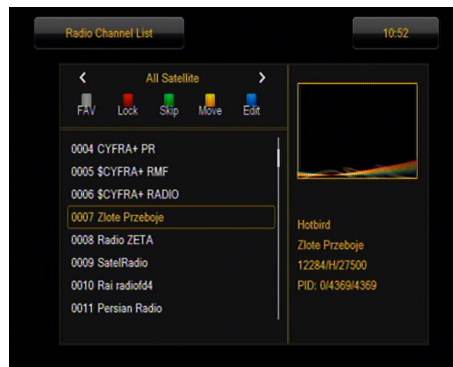 Radio Channel List
10:52
All Satellite
FAV Lock Skip Move Edit
0004 CYFRA+ PR
0005 $CYFRA+ RMF
0006 $CYFRA+ RADIO
0007 Zlote Przeboje
0008 Radio ZETA
0009 SatelRadio
0010 Rai radiofd4
0011 Persian Radio
Hotbird
Zlote Przeboje
12284/H/27500
PID: 0/4369/4369